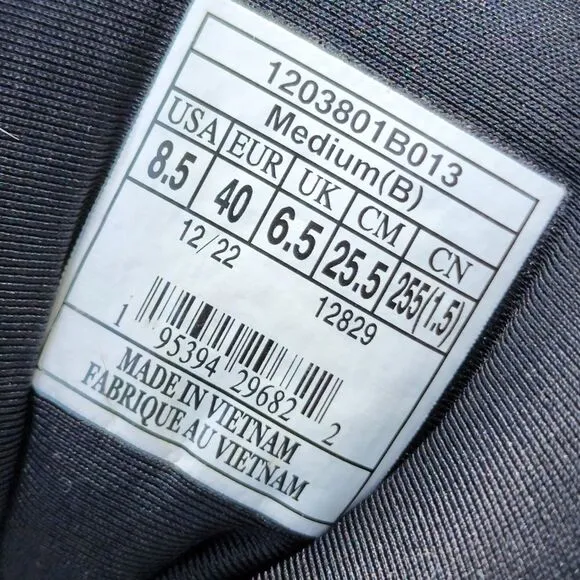 1203801B013
Medium(B)
USA EUR UK CM CN
8.5 40 6.5 25.5 255(1.5)
12/22 12829
1 95394 29682 2
MADE IN VIETNAM
FABRIQUE AU VIETNAM